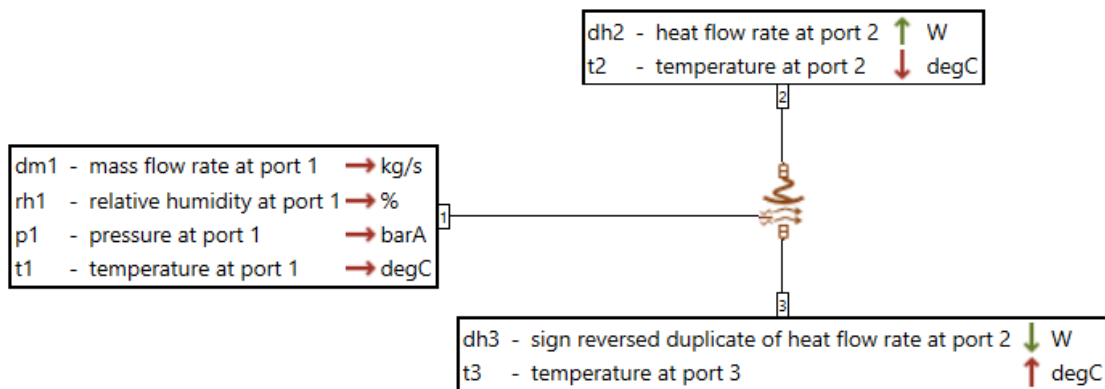 dh2 - heat flow rate at port 2 W
t2 - temperature at port 2 degC
2
dm1 - mass flow rate at port 1 kg/s
rh1 - relative humidity at port 1 %
p1 - pressure at port 1 barA
t1 - temperature at port 1 degC
1
3
dh3 - sign reversed duplicate of heat flow rate at port 2 W
t3 - temperature at port 3 degC